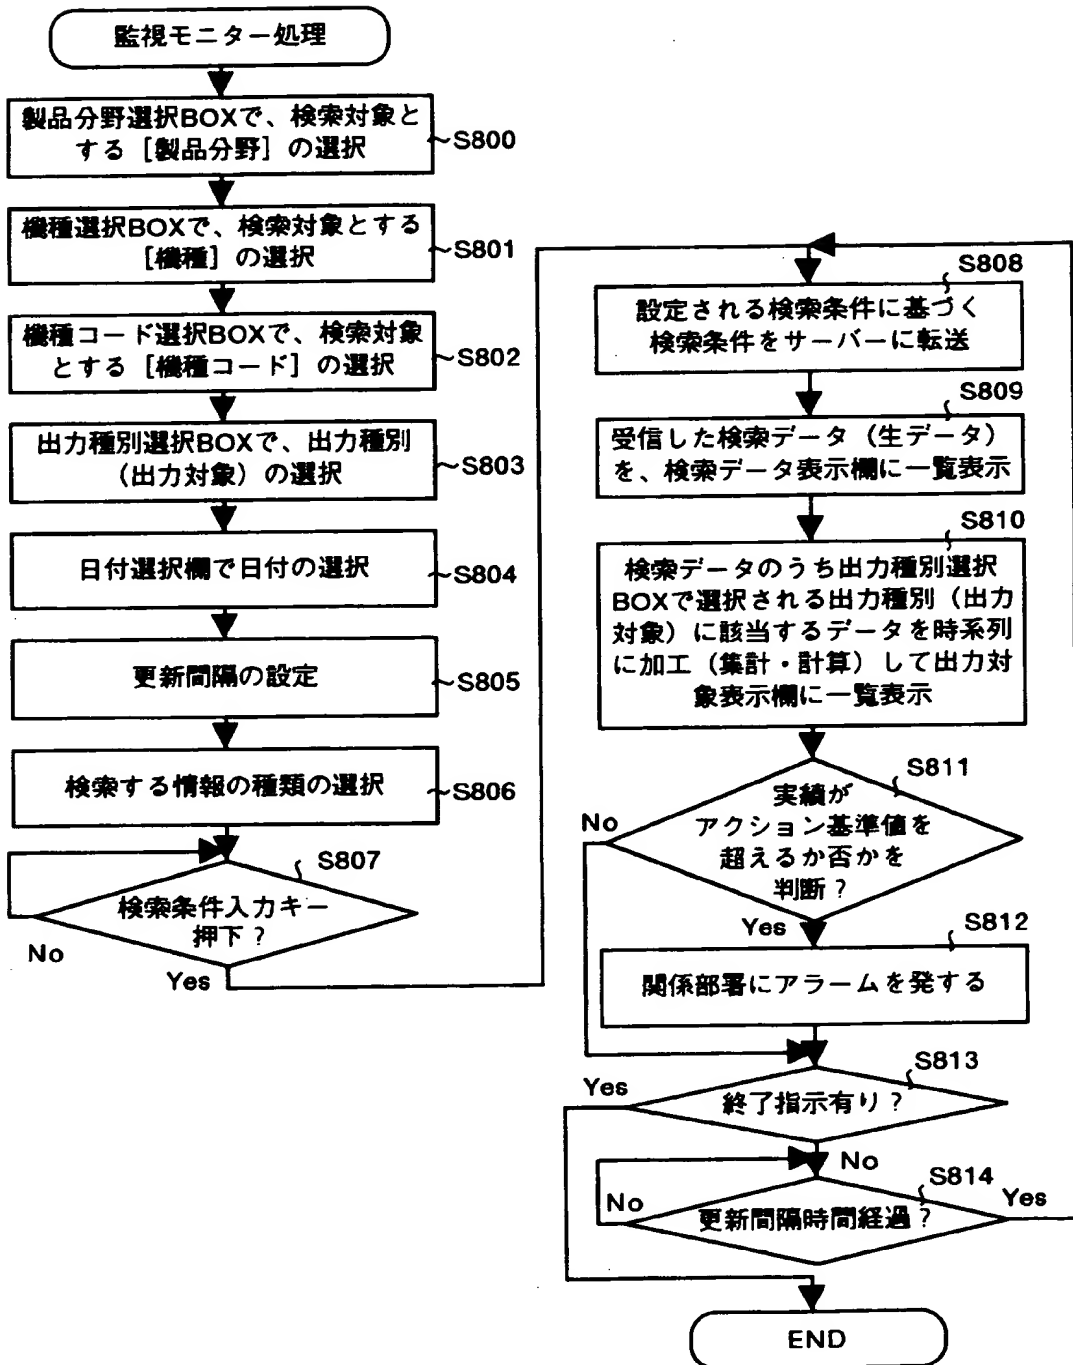 監視モニター処理
製品分野選択BOXで、検索対象と
する［製品分野］の選択
S800
機種選択BOXで、検索対象とする
［機種］の選択
S801
機種コード選択BOXで、検索対象
とする［機種コード］の選択
S802
出力種別選択BOXで、出力種別
（出力対象）の選択
S803
日付選択欄で日付の選択
S804
更新間隔の設定
S805
検索する情報の種類の選択
S806
S807
検索条件入力キー
押下？
No
Yes
S808
設定される検索条件に基づく
検索条件をサーバーに転送
S809
受信した検索データ（生データ）
を、検索データ表示欄に一覧表示
S810
検索データのうち出力種別選択
BOXで選択される出力種別（出力
対象）に該当するデータを時系列
に加工（集計・計算）して出力対
象表示欄に一覧表示
S811
実績が
アクション基準値を
超えるか否かを
判断？
No
Yes
S812
関係部署にアラームを発する
S813
終了指示有り？
Yes
No
S814
更新間隔時間経過？
No
Yes
END